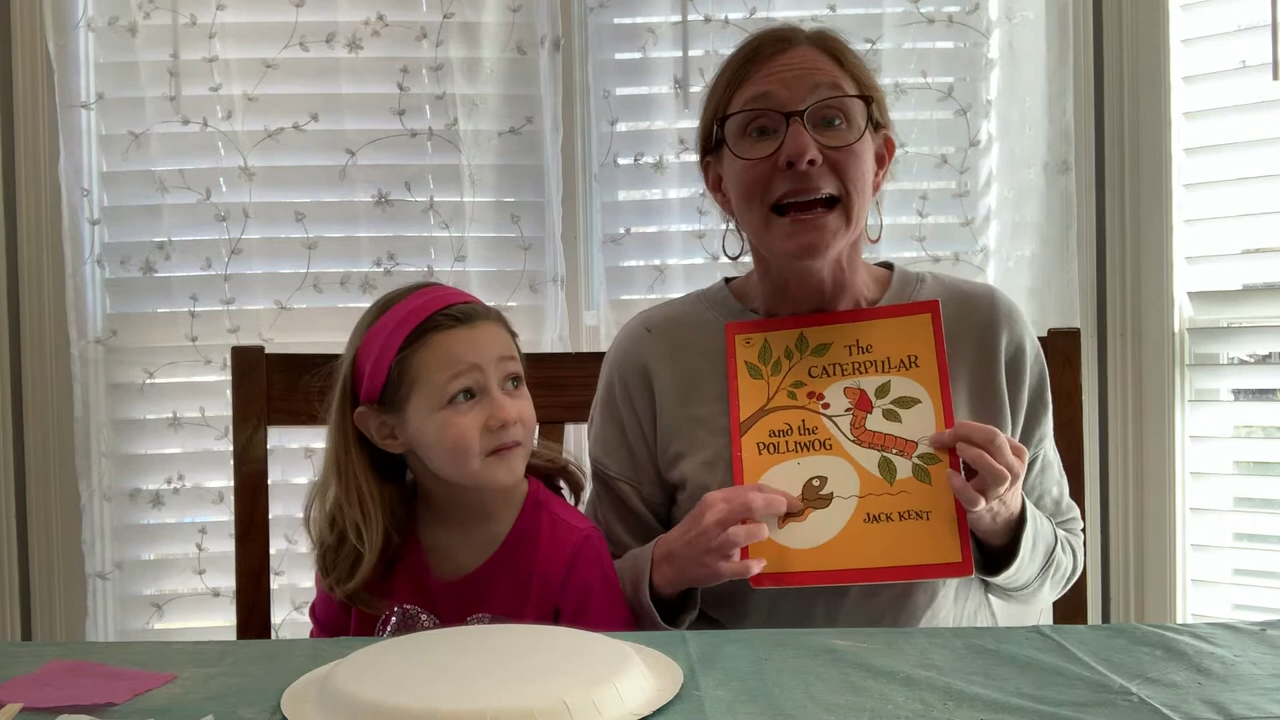 The
CATERPILLAR
and the
POLLIWOG
JACK KENT